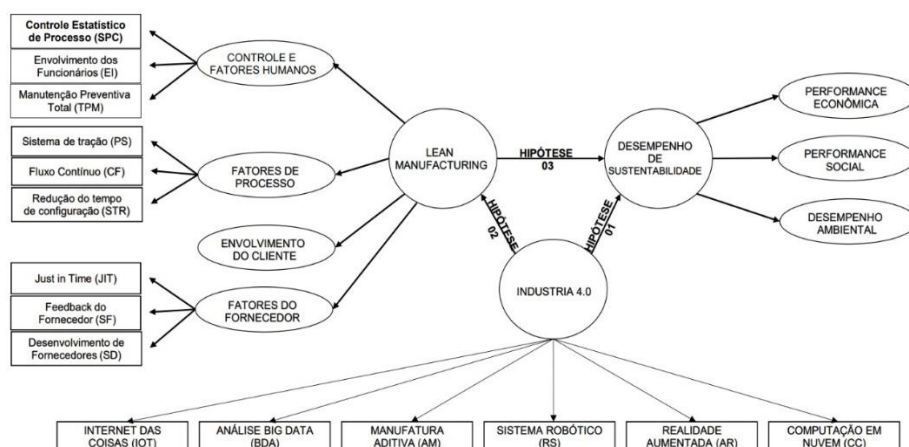 Controle Estatístico
de Processo (SPC)
Envolvimento dos
Funcionários (EI)
Manutenção Preventiva
Total (TPM)
Sistema de tração (PS)
Fluxo Contínuo (CF)
Redução do tempo
de configuração (STR)
Just in Time (JIT)
Feedback do
Fornecedor (SF)
Desenvolvimento de
Fornecedores (SD)
CONTROLE E
FATORES HUMANOS
FATORES DE
PROCESSO
ENVOLVIMENTO
DO CLIENTE
FATORES DO
FORNECEDOR
LEAN
MANUFACTURING
HIPÓTESE
03
HIPÓTESE
02
HIPÓTESE
01
INDUSTRIA 4.0
DESEMPENHO
DE
SUSTENTABILIDADE
PERFORMANCE
ECONÔMICA
PERFORMANCE
SOCIAL
DESEMPENHO
AMBIENTAL
INTERNET DAS
COISAS (IOT)
ANÁLISE BIG DATA
(BDA)
MANUFATURA
ADITIVA (AM)
SISTEMA ROBÓTICO
(RS)
REALIDADE
AUMENTADA (AR)
COMPUTAÇÃO EM
NUVEM (CC)